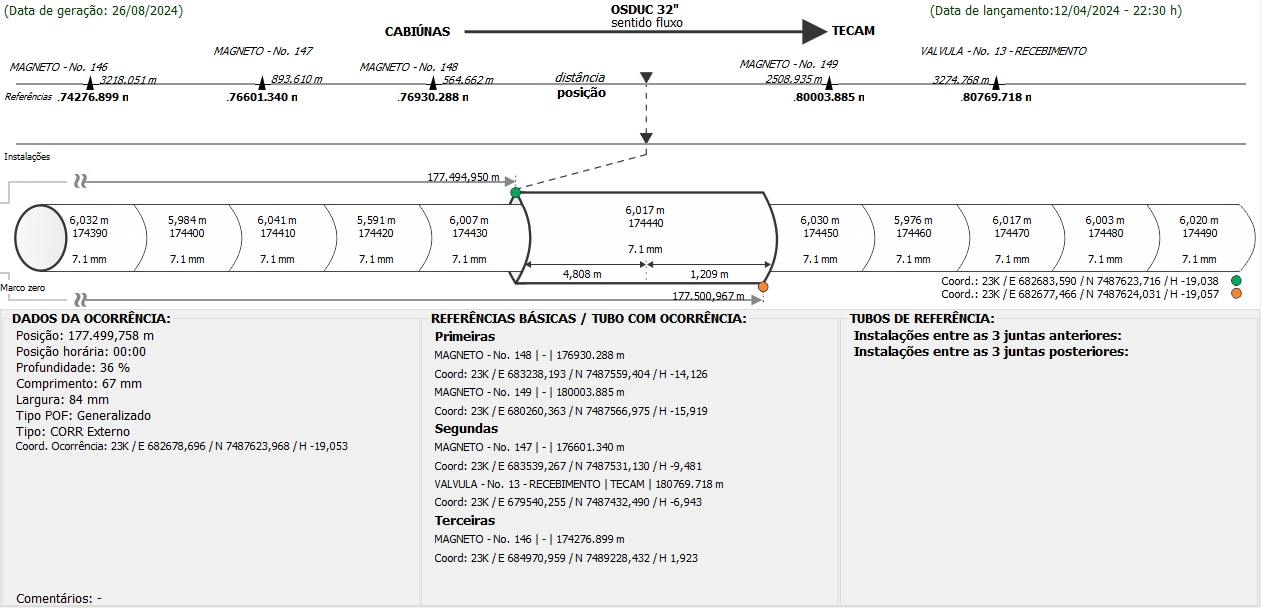 (Data de geração: 26/08/2024)
OSDUC 32"
(Data de lançamento:12/04/2024 - 22:30 h)
sentido fluxo
CABIÚNAS
TECAM
MAGNETO - No. 146
MAGNETO - No. 147
MAGNETO - No. 148
MAGNETO - No. 149
VALVULA - No. 13 - RECEBIMENTO
3218.051 m
893.610 m
564.662 m
distância
2508.935 m
3274.768 m
Referências
.74276.899 n
.76601.340 n
.76930.288 n
posição
.80003.885 n
.80769.718 n
Instalações
177.494,950 m
6,032 m
5,984 m
6,041 m
5,591 m
6,007 m
6,017 m
6,030 m
5,976 m
6,017 m
6,003 m
6,020 m
174390
174400
174410
174420
174430
174440
174450
174460
174470
174480
174490
7.1 mm
7.1 mm
7.1 mm
7.1 mm
7.1 mm
7.1 mm
7.1 mm
7.1 mm
7.1 mm
7.1 mm
7.1 mm
4,808 m
1,209 m
Marco zero
177.500,967 m
Coord.: 23K / E 682683,590 / N 7487623,716 / H -19,038
Coord.: 23K / E 682677,466 / N 7487624,031 / H -19,057
DADOS DA OCORRÊNCIA:
Posição: 177.499,758 m
Posição horária: 00:00
Profundidade: 36 %
Comprimento: 67 mm
Largura: 84 mm
Tipo POF: Generalizado
Tipo: CORR Externo
Coord. Ocorrência: 23K / E 682678,696 / N 7487623,968 / H -19,053
Comentários: -
REFERÊNCIAS BÁSICAS / TUBO COM OCORRÊNCIA:
Primeiras
MAGNETO - No. 148 | - | 176930.288 m
Coord: 23K / E 683238,193 / N 7487559,404 / H -14,126
MAGNETO - No. 149 | - | 180003.885 m
Coord: 23K / E 680260,363 / N 7487566,975 / H -15,919
Segundas
MAGNETO - No. 147 | - | 176601.340 m
Coord: 23K / E 683539,267 / N 7487531,130 / H -9,481
VALVULA - No. 13 - RECEBIMENTO | TECAM | 180769.718 m
Coord: 23K / E 679540,255 / N 7487432,490 / H -6,943
Terceiras
MAGNETO - No. 146 | - | 174276.899 m
Coord: 23K / E 684970,959 / N 7489228,432 / H 1,923
TUBOS DE REFERÊNCIA:
Instalações entre as 3 juntas anteriores:
Instalações entre as 3 juntas posteriores: